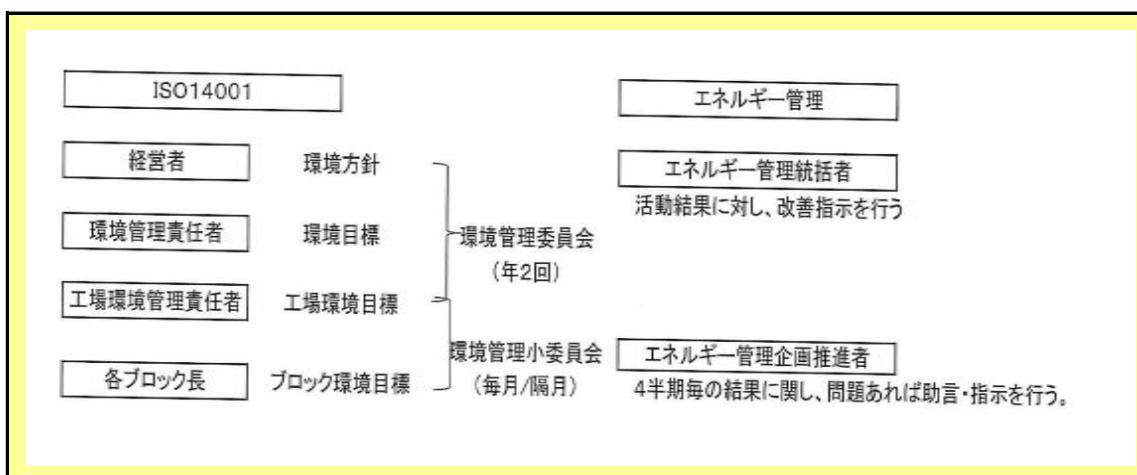 ISO14001
エネルギー管理
経営者 環境方針
エネルギー管理統括者
活動結果に対し、改善指示を行う
環境管理責任者 環境目標
環境管理委員会
(年2回)
工場環境管理責任者 工場環境目標
環境管理小委員会
(毎月/隔月)
エネルギー管理企画推進者
4半期毎の結果に関し、問題あれば助言・指示を行う。
各ブロック長 ブロック環境目標